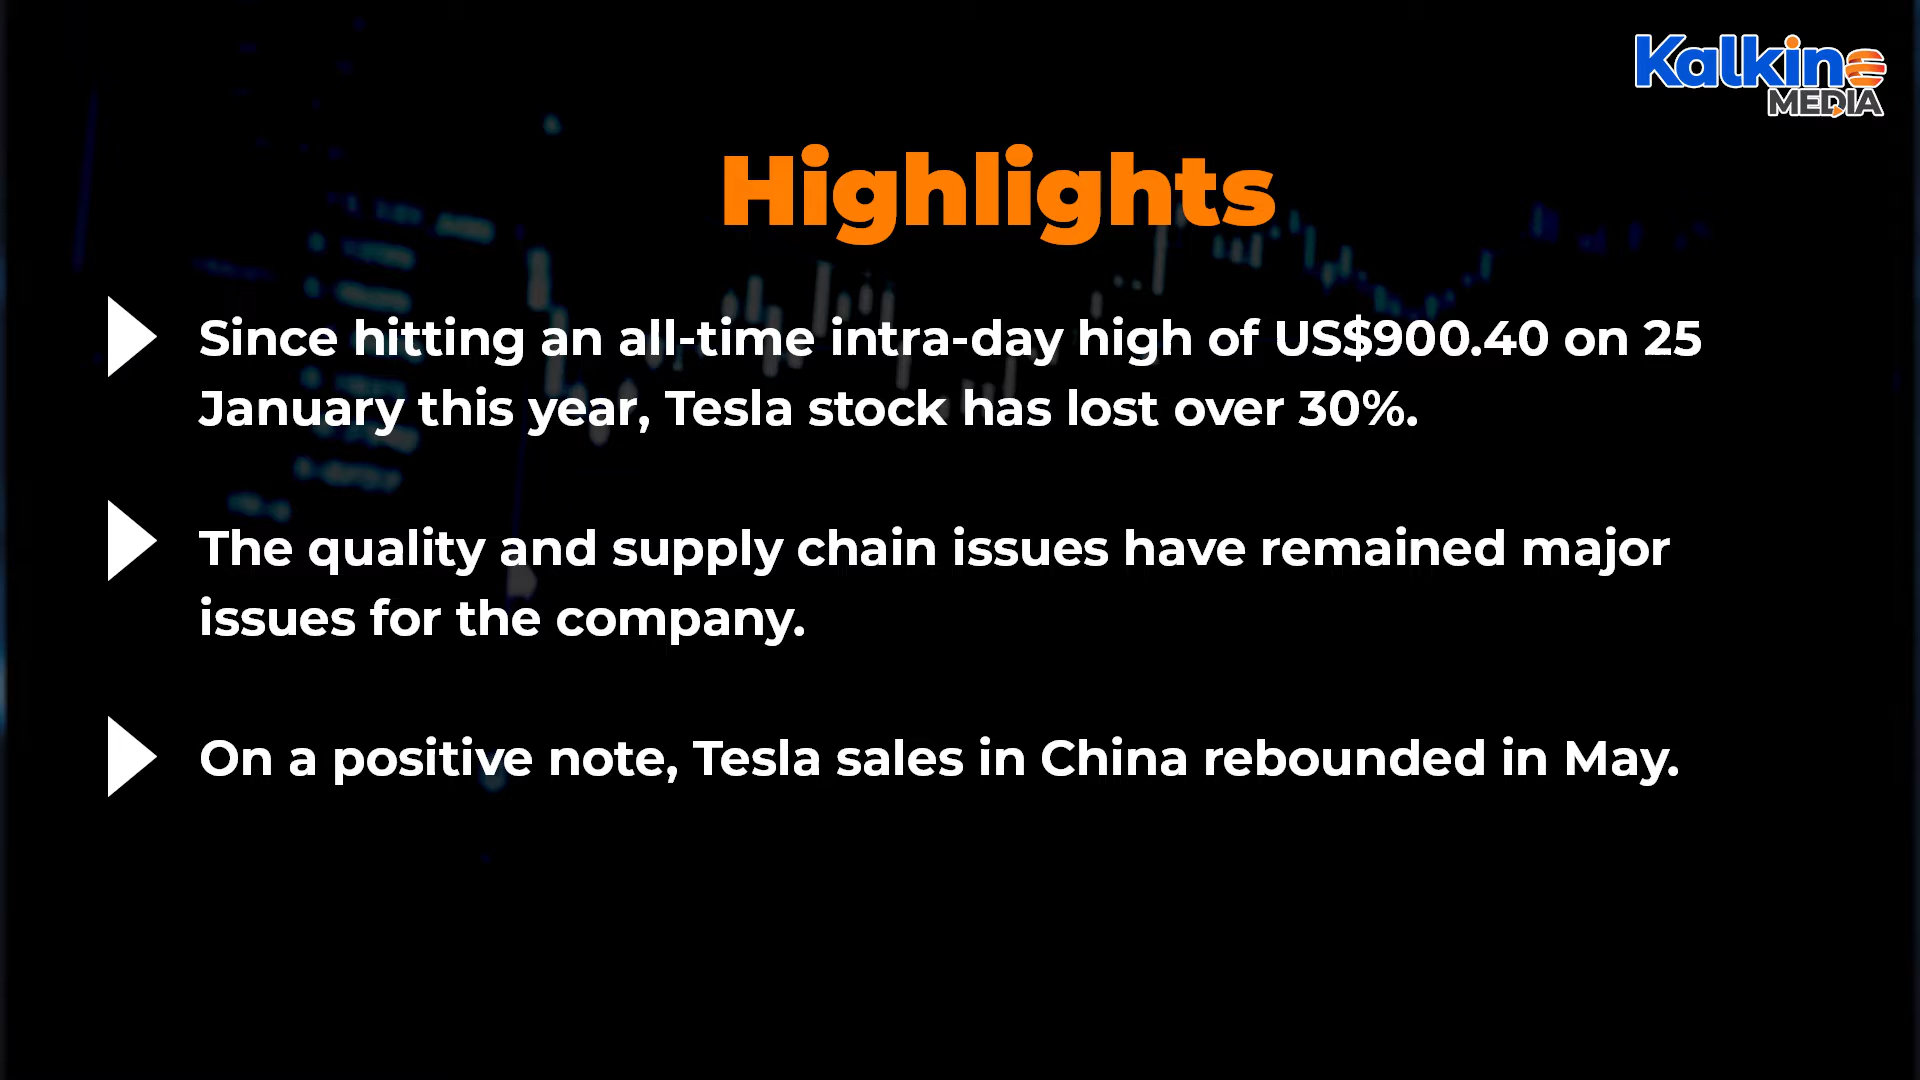 Kalkine
MEDIA
Highlights
Since hitting an all-time intra-day high of US$900.40 on 25
January this year, Tesla stock has lost over 30%.
The quality and supply chain issues have remained major
issues for the company.
On a positive note, Tesla sales in China rebounded in May.